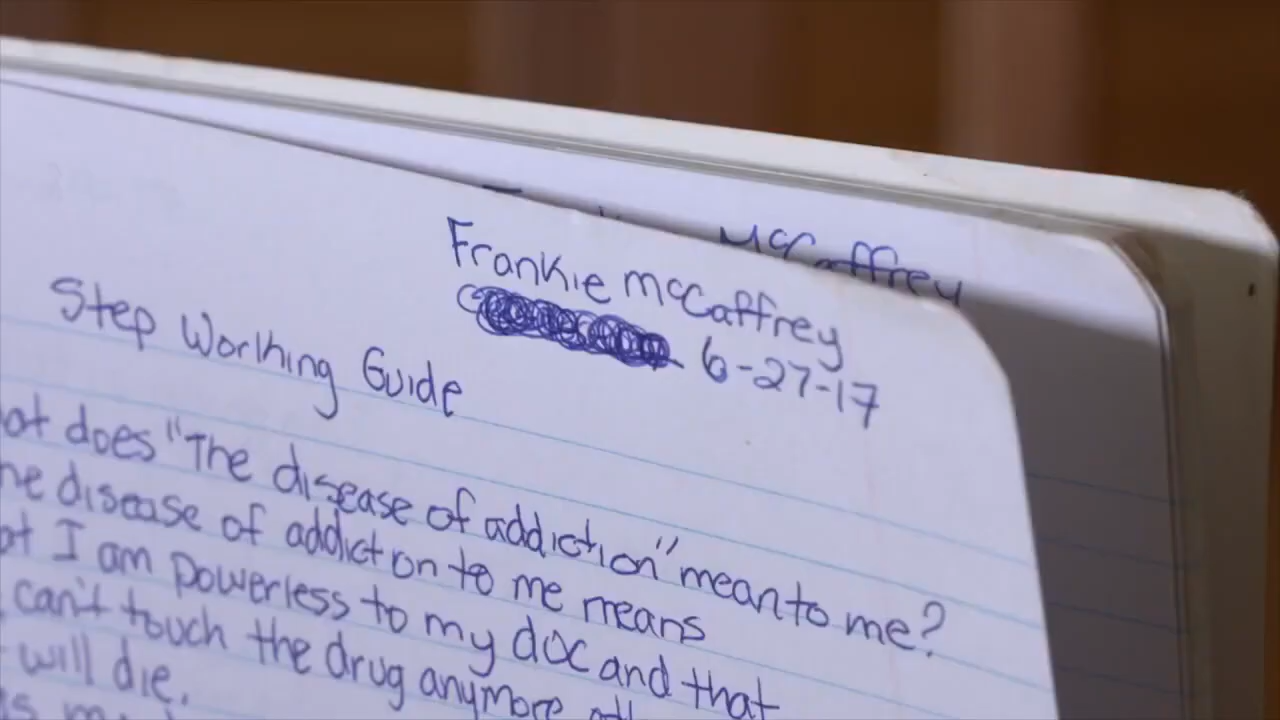 McCaffrey
Frankie McCaffrey
6-27-17
Step Working Guide
does "The disease of addiction" mean to me?
disease of addiction to me means
I am powerless to my doc and that
can't touch the drug anymore
will die.